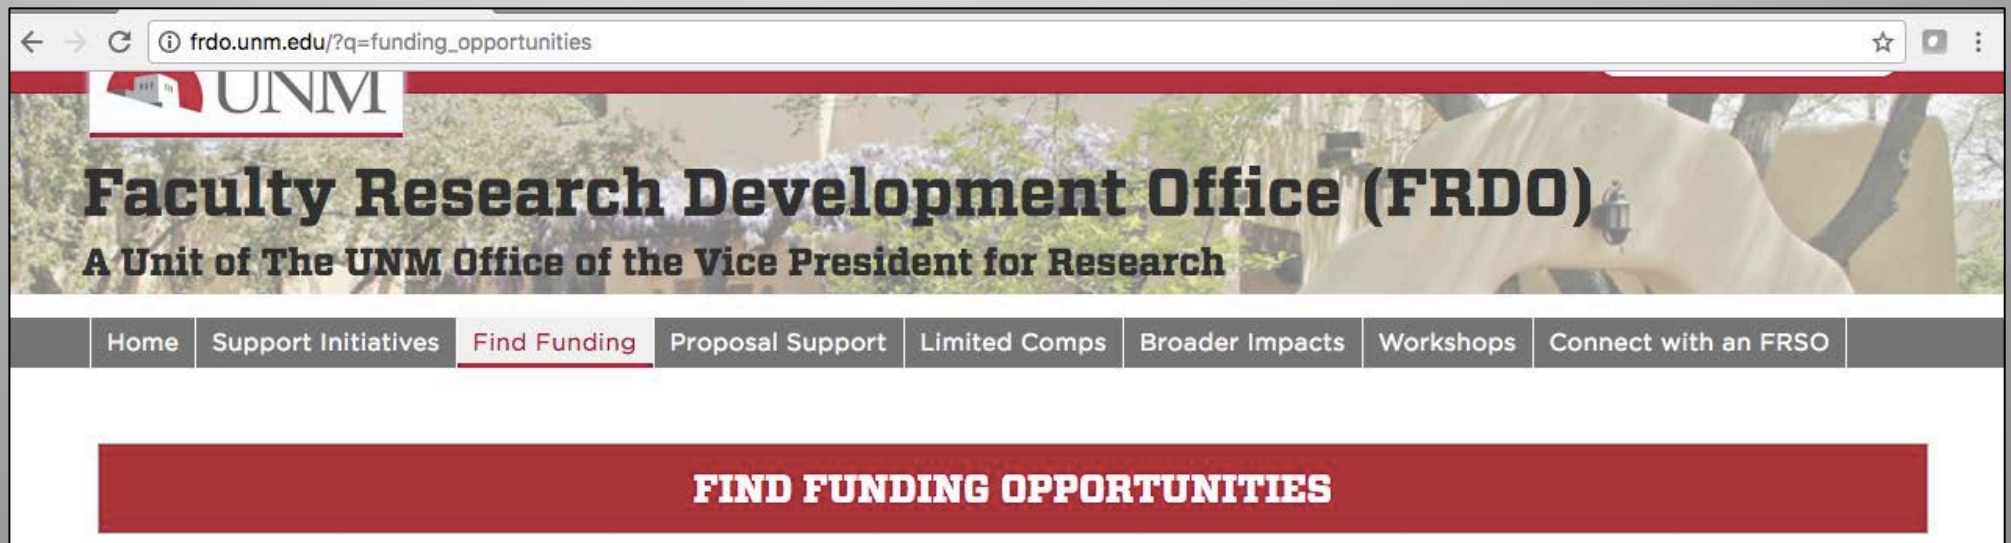 frdo.unm.edu/?q=funding_opportunities
UNM
Faculty Research Development Office (FRDO)
A Unit of The UNM Office of the Vice President for Research
Home Support Initiatives Find Funding Proposal Support Limited Comps Broader Impacts Workshops Connect with an FRSO
FIND FUNDING OPPORTUNITIES